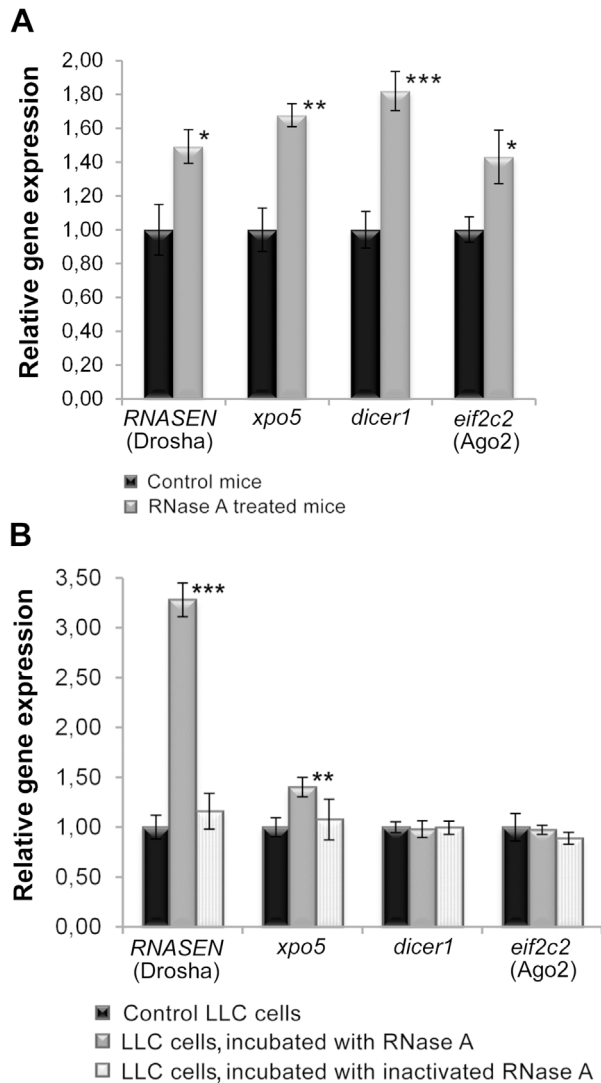 A
Relative gene expression
2,00
1,80
1,60
1,40
1,20
1,00
0,80
0,60
0,40
0,20
0,00
*
**
***
*
RNASEN
(Drosha)
xpo5
dicer1
eif2c2
(Ago2)
Control mice
RNase A treated mice
B
Relative gene expression
3,50
3,00
2,50
2,00
1,50
1,00
0,50
0,00
***
**
RNASEN
(Drosha)
xpo5
dicer1
eif2c2
(Ago2)
Control LLC cells
LLC cells, incubated with RNase A
LLC cells, incubated with inactivated RNase A